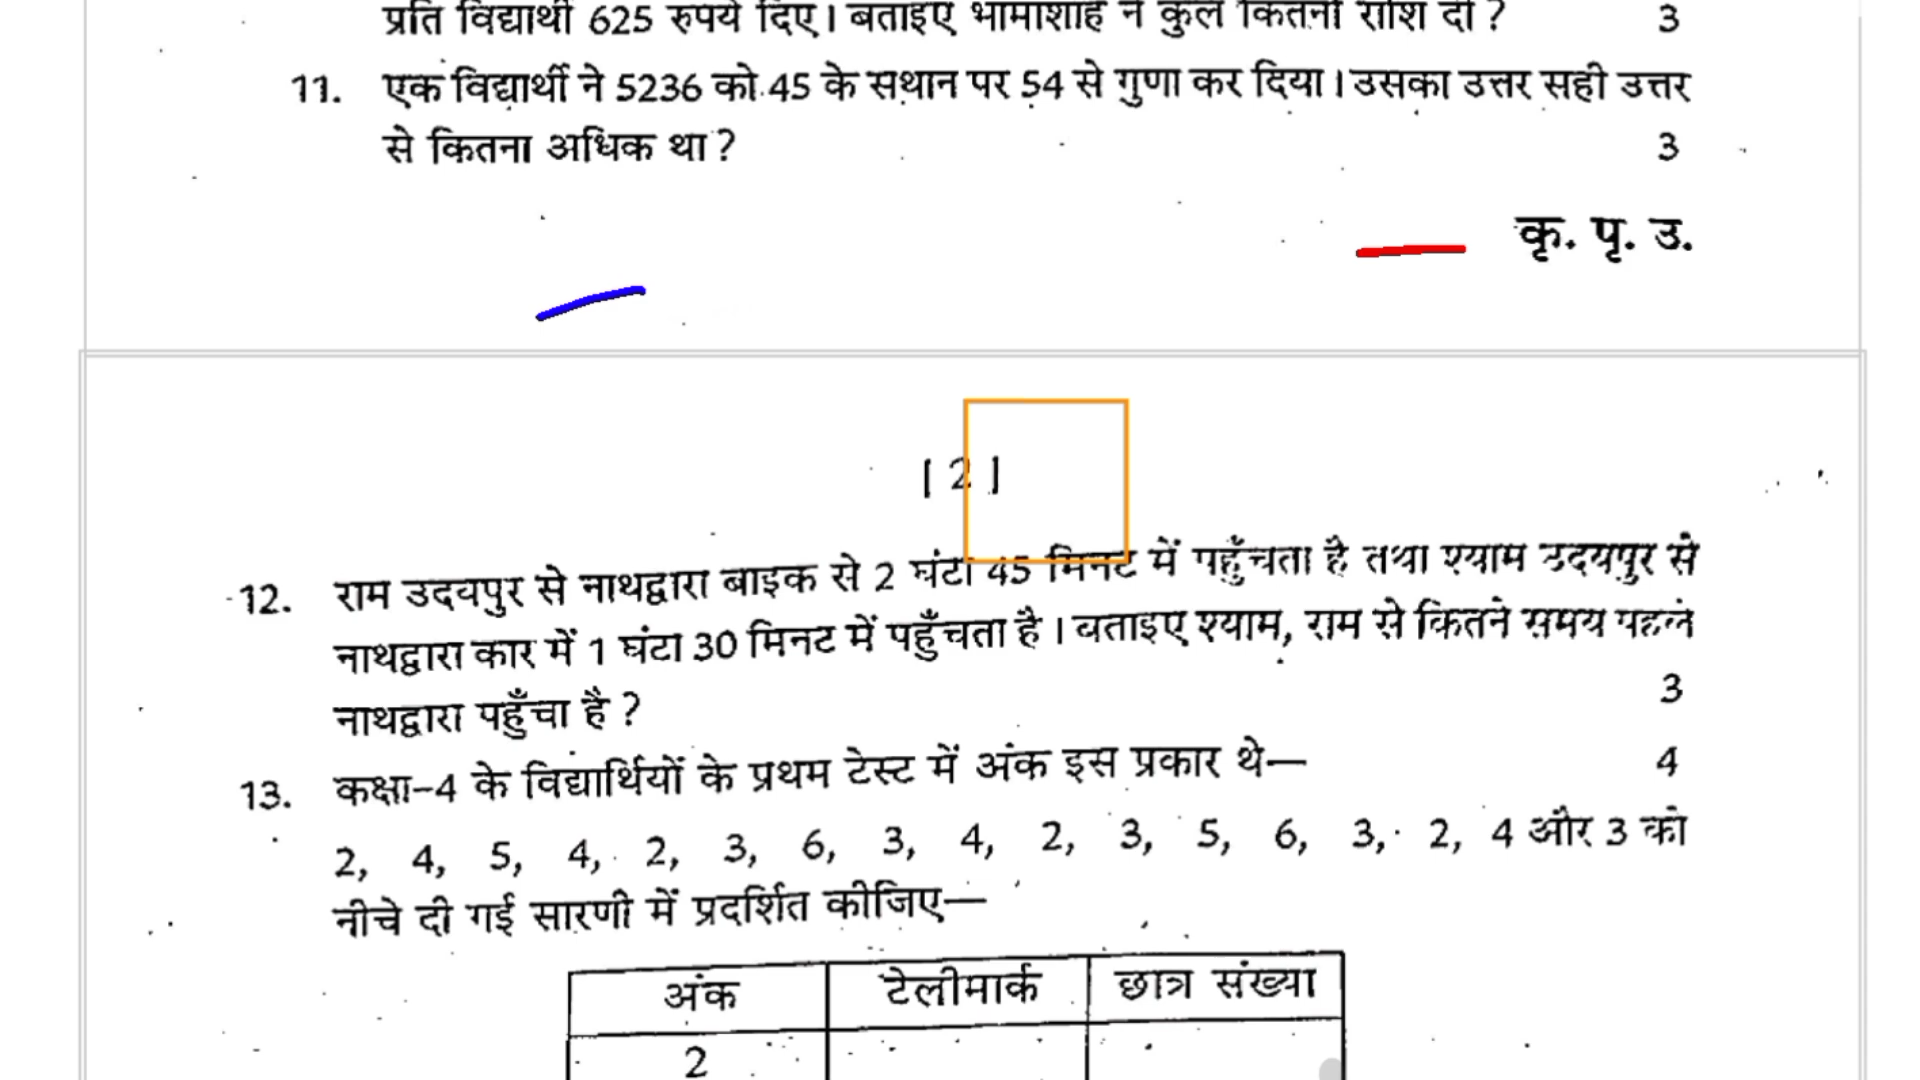 प्रति विद्यार्थी 625 रुपये दिए। बताइए भामाशाह ने कुल कितनी राशि दी ? 3
11. एक विद्यार्थी ने 5236 को 45 के सथान पर 54 से गुणा कर दिया। उसका उत्तर सही उत्तर
से कितना अधिक था ? 3
कृ. पृ. उ.
[ 2 ]
12. राम उदयपुर से नाथद्वारा बाइक से 2 घंटा 45 मिनट में पहुँचता है तथा श्याम उदयपुर से
नाथद्वारा कार में 1 घंटा 30 मिनट में पहुँचता है। बताइए श्याम, राम से कितने समय पहले
नाथद्वारा पहुँचा है ? 3
13. कक्षा-4 के विद्यार्थियों के प्रथम टेस्ट में अंक इस प्रकार थे— 4
2, 4, 5, 4, 2, 3, 6, 3, 4, 2, 3, 5, 6, 3, 2, 4 और 3 को
नीचे दी गई सारणी में प्रदर्शित कीजिए—
अंक टेलीमार्क छात्र संख्या
2